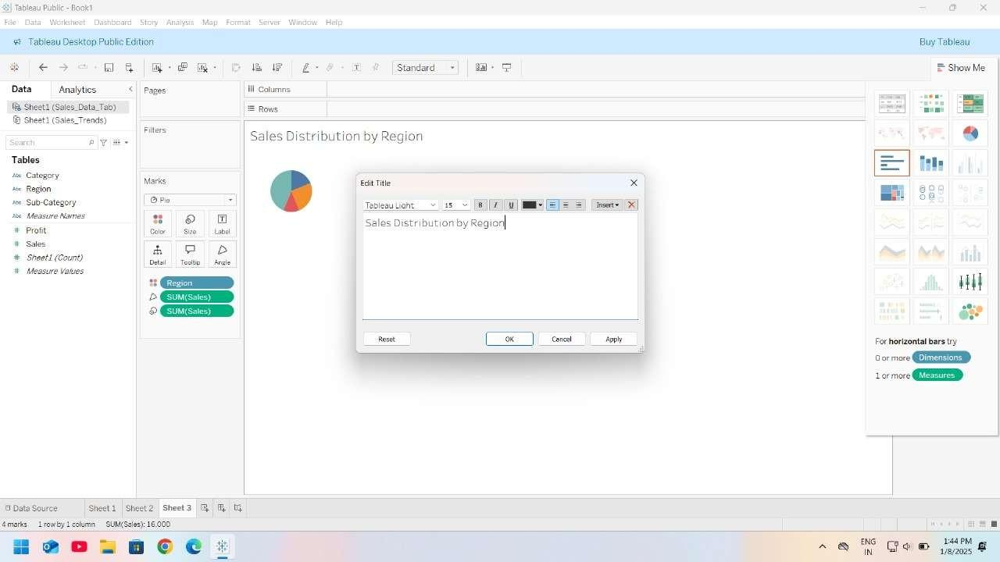 Tableau Public - Book1
File Data Worksheet Dashboard Story Analysis Map Format Server Window Help
Tableau Desktop Public Edition
Buy Tableau
Standard
Show Me
Data Analytics
Sheet1 (Sales_Data_Tab)
Sheet1 (Sales_Trends)
Search
Tables
Abc Category
Abc Region
Abc Sub-Category
Abc Measure Names
# Profit
# Sales
# Sheet1 (Count)
# Measure Values
Pages
Filters
Marks
Pie
Color Size Label
Detail Tooltip Angle
Region
SUM(Sales)
SUM(Sales)
Columns
Rows
Sales Distribution by Region
Edit Title
Tableau Light 15 B I U Insert
Sales Distribution by Region
Reset OK Cancel Apply
For horizontal bars try
0 or more Dimensions
1 or more Measures
Data Source Sheet 1 Sheet 2 Sheet 3
4 marks 1 row by 1 column SUM(Sales): 16,000
ENG
IN
1:44 PM
1/8/2025